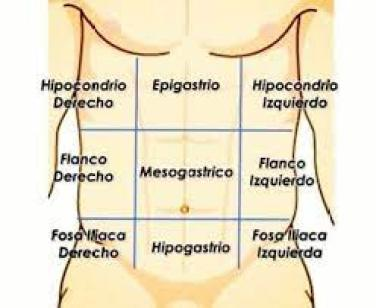 Hipocondrio
Derecho
Epigastrio
Hipocondrio
Izquierdo
Flanco
Derecho
Mesogastrico
Flanco
Izquierdo
Fosa Iliaca
Derecho
Hipogastrio
Fosa Iliaca
Izquierda